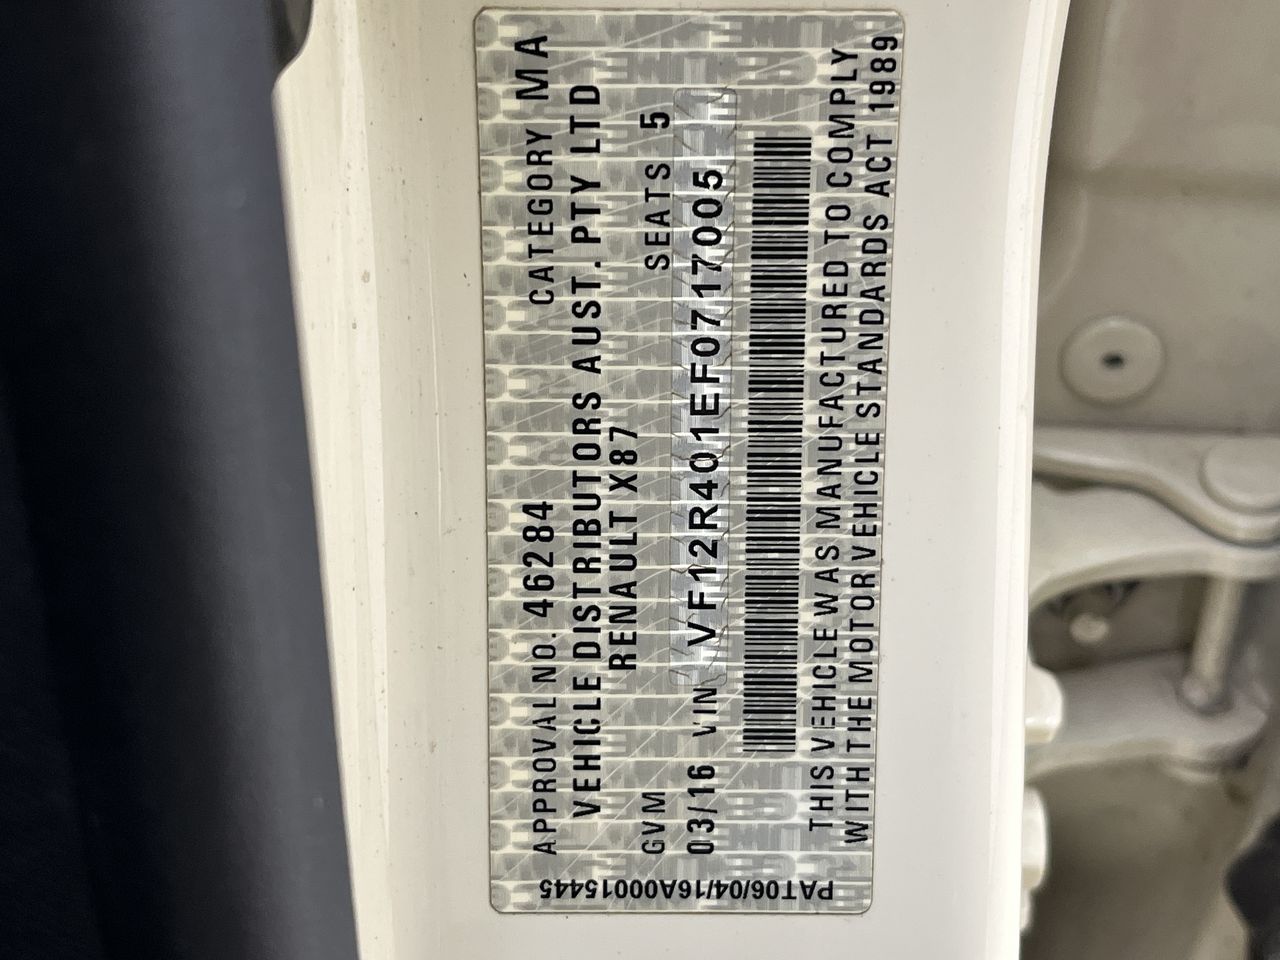 APPROVAL NO. 46284 CATEGORY MA
VEHICLE DISTRIBUTORS AUST. PTY LTD
RENAULT X87
GVM SEATS 5
03/16 VIN VF12R401EF0717005
THIS VEHICLE WAS MANUFACTURED TO COMPLY
WITH THE MOTOR VEHICLE STANDARDS ACT 1989
PAT06/04/16A00015445